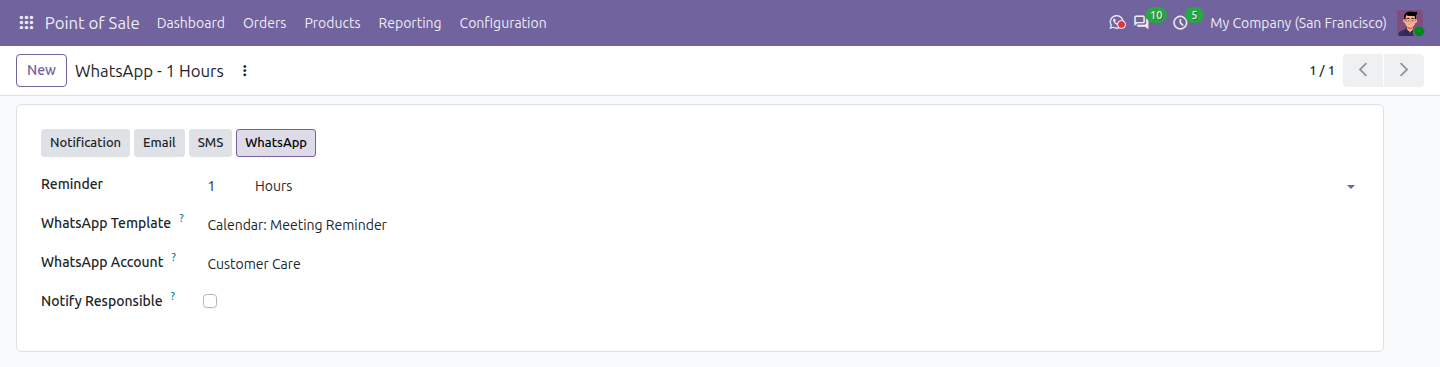 Point of Sale Dashboard Orders Products Reporting Configuration 10 5 My Company (San Francisco)
New WhatsApp - 1 Hours 1 / 1
Notification Email SMS WhatsApp
Reminder 1 Hours
WhatsApp Template ? Calendar: Meeting Reminder
WhatsApp Account ? Customer Care
Notify Responsible ?